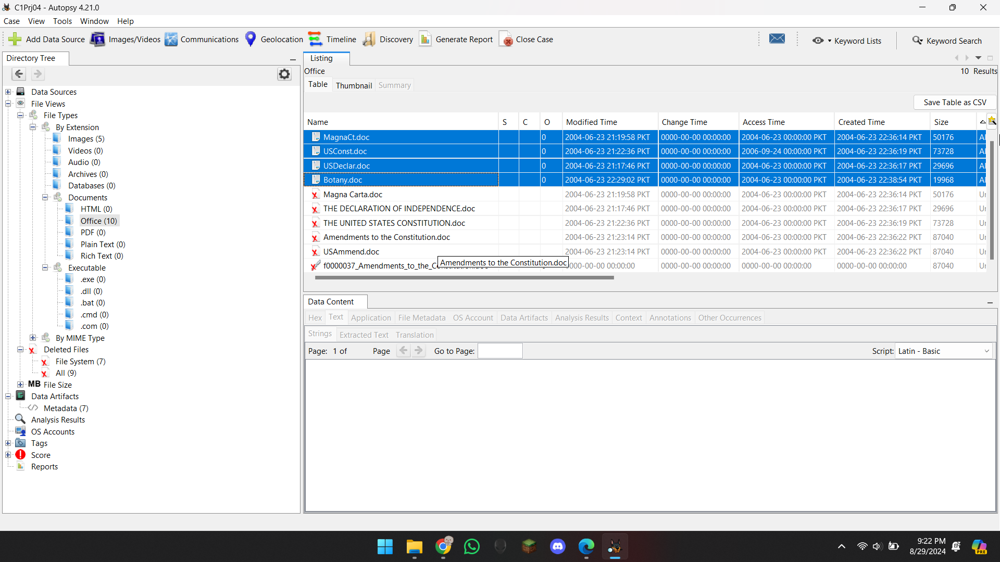 C1Prj04 - Autopsy 4.21.0
Case View Tools Window Help
Add Data Source Images/Videos Communications Geolocation Timeline Discovery Generate Report Close Case Keyword Lists Keyword Search
Directory Tree
Data Sources
File Views
File Types
By Extension
Images (5)
Videos (0)
Audio (0)
Archives (0)
Databases (0)
Documents
HTML (0)
Office (10)
PDF (0)
Plain Text (0)
Rich Text (0)
Executable
.exe (0)
.dll (0)
.bat (0)
.cmd (0)
.com (0)
By MIME Type
Deleted Files
File System (7)
All (9)
MB File Size
Data Artifacts
Metadata (7)
Analysis Results
OS Accounts
Tags
Score
Reports
Listing
Office 10 Results
Table Thumbnail Summary
Save Table as CSV
Name S C O Modified Time Change Time Access Time Created Time Size
MagnaCt.doc 0 2004-06-23 21:19:58 PKT 0000-00-00 00:00:00 2004-06-23 00:00:00 PKT 2004-06-23 22:36:14 PKT 50176
USConst.doc 0 2004-06-23 21:22:36 PKT 0000-00-00 00:00:00 2006-09-24 00:00:00 PKT 2004-06-23 22:36:19 PKT 73728
USDeclar.doc 0 2004-06-23 21:17:46 PKT 0000-00-00 00:00:00 2004-06-23 00:00:00 PKT 2004-06-23 22:36:17 PKT 29696
Botany.doc 0 2004-06-23 22:29:02 PKT 0000-00-00 00:00:00 2004-06-23 00:00:00 PKT 2004-06-23 22:38:54 PKT 19968
Magna Carta.doc 2004-06-23 21:19:58 PKT 0000-00-00 00:00:00 2004-06-23 00:00:00 PKT 2004-06-23 22:36:14 PKT 50176
THE DECLARATION OF INDEPENDENCE.doc 2004-06-23 21:17:46 PKT 0000-00-00 00:00:00 2004-06-23 00:00:00 PKT 2004-06-23 22:36:17 PKT 29696
THE UNITED STATES CONSTITUTION.doc 2004-06-23 21:22:36 PKT 0000-00-00 00:00:00 2004-06-23 00:00:00 PKT 2004-06-23 22:36:19 PKT 73728
Amendments to the Constitution.doc 2004-06-23 21:23:14 PKT 0000-00-00 00:00:00 2004-06-23 00:00:00 PKT 2004-06-23 22:36:22 PKT 87040
USAmmend.doc 2004-06-23 21:23:14 PKT 0000-00-00 00:00:00 2004-06-23 00:00:00 PKT 2004-06-23 22:36:22 PKT 87040
Amendments to the Constitution.doc
f0000037_Amendments_to_the_ 0000-00-00 00:00:00 0000-00-00 00:00:00 0000-00-00 00:00:00 87040
Data Content
Hex Text Application File Metadata OS Account Data Artifacts Analysis Results Context Annotations Other Occurrences
Strings Extracted Text Translation
Page: 1 of Page Go to Page: Script: Latin - Basic
9:22 PM
8/29/2024
PRE